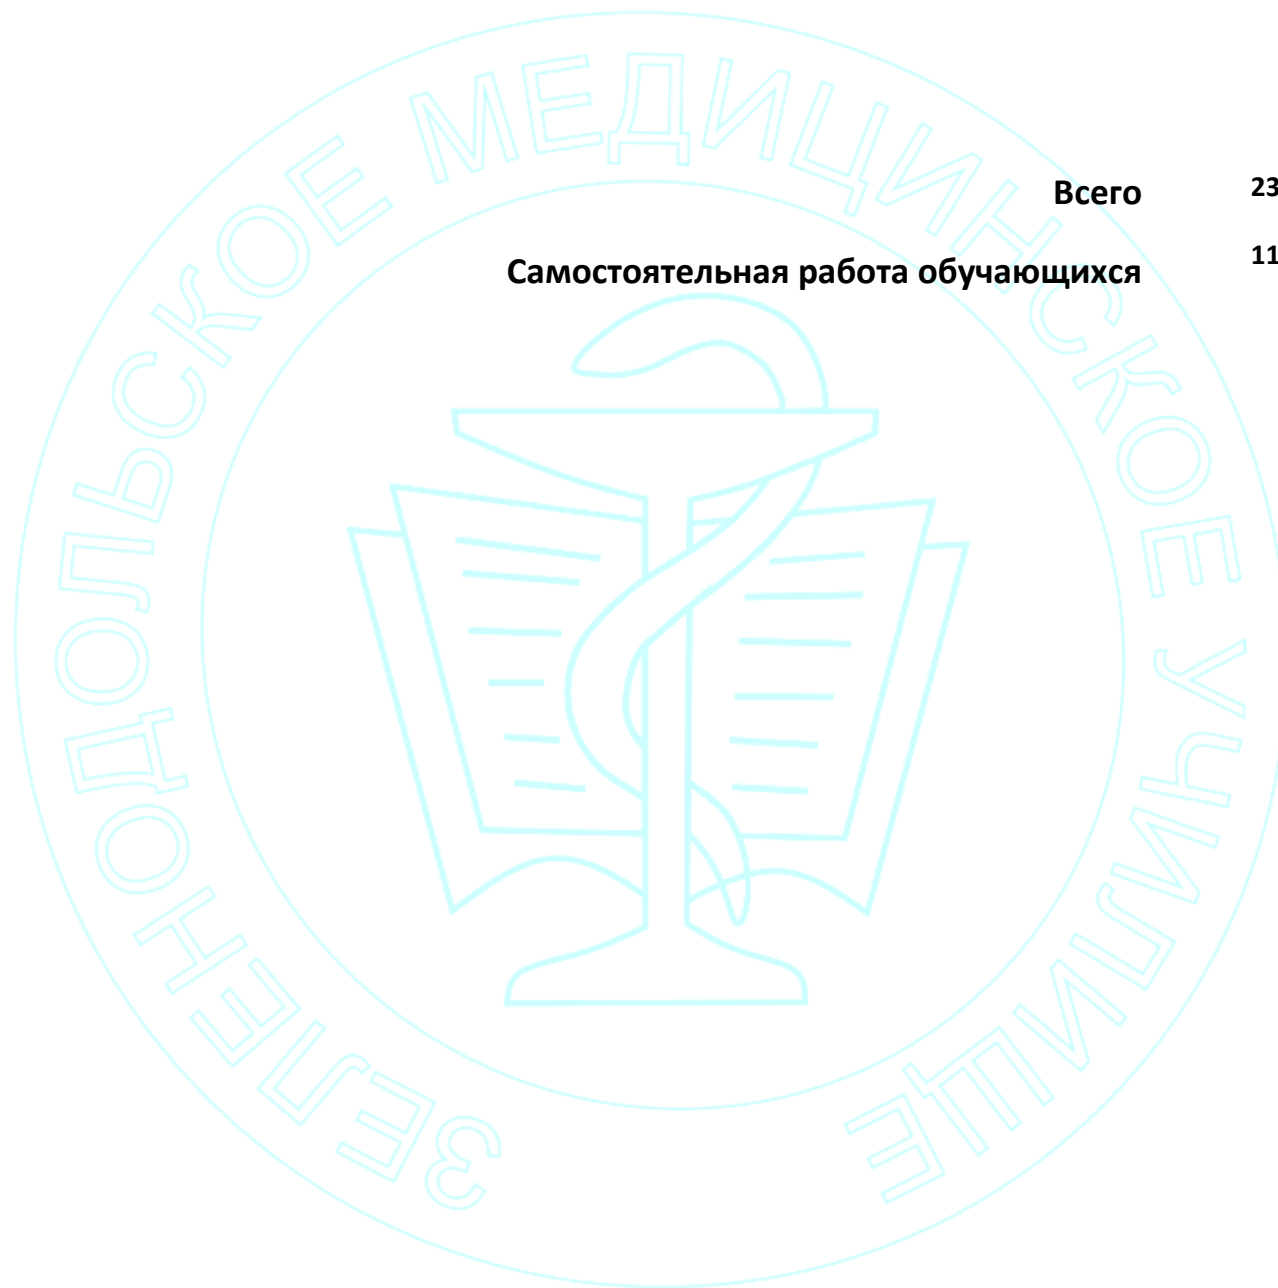 ЗЕЛЕНОДОЛЬСКОЕ МЕДИЦИНСКОЕ УЧИЛИЩЕ
Всего 23
Самостоятельная работа обучающихся 11